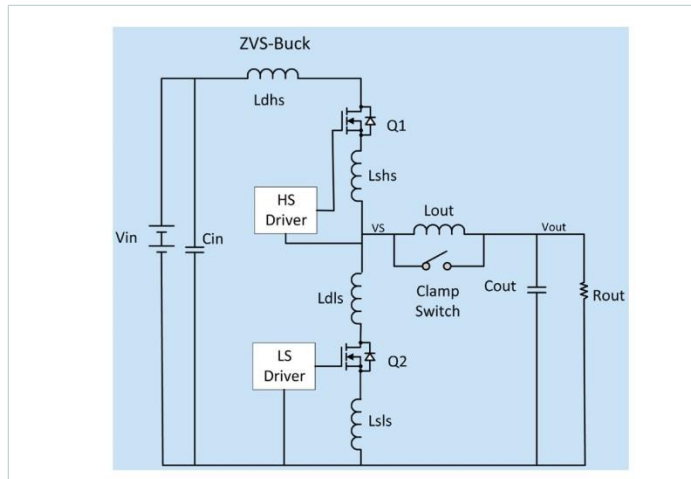 ZVS-Buck
Ldhs
Q1
Lshs
HS
Driver
VS
Lout
Vout
Vin
Cin
Clamp
Switch
Cout
Rout
Ldls
LS
Driver
Q2
Lsls